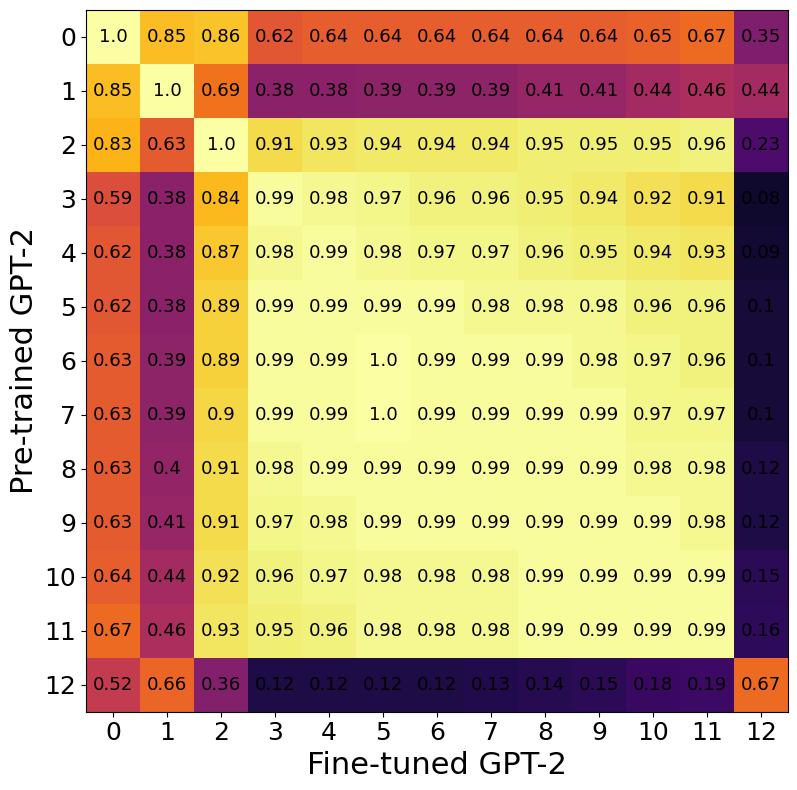 0 1.0 0.85 0.86 0.62 0.64 0.64 0.64 0.64 0.64 0.64 0.65 0.67 0.35
1 0.85 1.0 0.69 0.38 0.38 0.39 0.39 0.39 0.41 0.41 0.44 0.46 0.44
2 0.83 0.63 1.0 0.91 0.93 0.94 0.94 0.94 0.95 0.95 0.95 0.96 0.23
3 0.59 0.38 0.84 0.99 0.98 0.97 0.96 0.96 0.95 0.94 0.92 0.91 0.08
4 0.62 0.38 0.87 0.98 0.99 0.98 0.97 0.97 0.96 0.95 0.94 0.93 0.09
5 0.62 0.38 0.89 0.99 0.99 0.99 0.99 0.98 0.98 0.98 0.96 0.96 0.1
6 0.63 0.39 0.89 0.99 0.99 1.0 0.99 0.99 0.99 0.98 0.97 0.96 0.1
7 0.63 0.39 0.9 0.99 0.99 1.0 0.99 0.99 0.99 0.99 0.97 0.97 0.1
8 0.63 0.4 0.91 0.98 0.99 0.99 0.99 0.99 0.99 0.99 0.98 0.98 0.12
9 0.63 0.41 0.91 0.97 0.98 0.99 0.99 0.99 0.99 0.99 0.99 0.98 0.12
10 0.64 0.44 0.92 0.96 0.97 0.98 0.98 0.98 0.99 0.99 0.99 0.99 0.15
11 0.67 0.46 0.93 0.95 0.96 0.98 0.98 0.98 0.99 0.99 0.99 0.99 0.16
12 0.52 0.66 0.36 0.12 0.12 0.12 0.12 0.13 0.14 0.15 0.18 0.19 0.67
0 1 2 3 4 5 6 7 8 9 10 11 12
Fine-tuned GPT-2
Pre-trained GPT-2